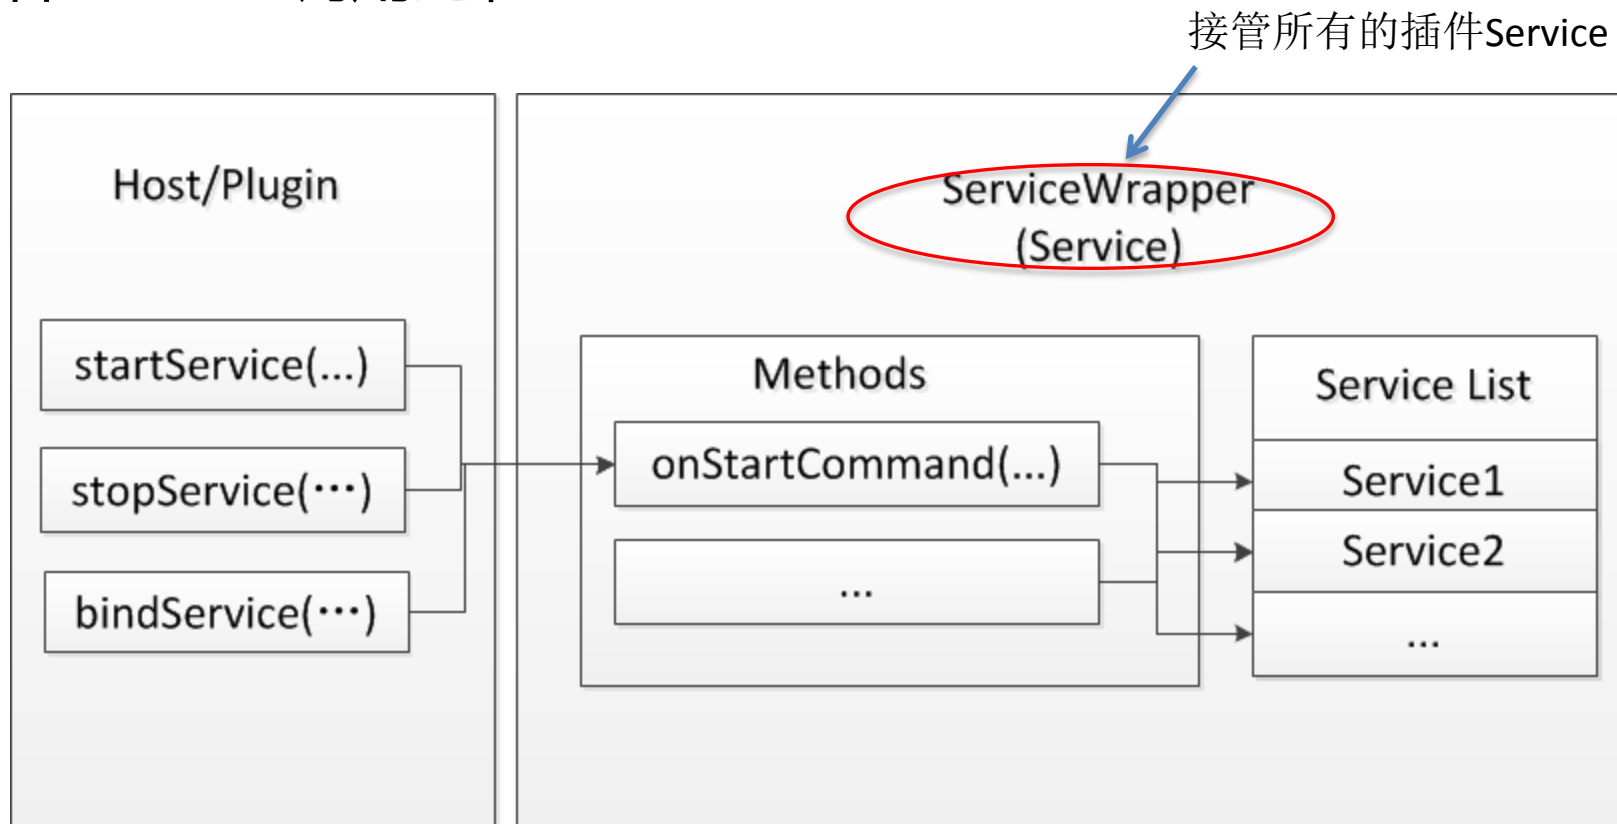 接管所有的插件Service
Host/Plugin
ServiceWrapper
(Service)
startService(...)
stopService(···)
bindService(···)
Methods
onStartCommand(...)
...
Service List
Service1
Service2
...